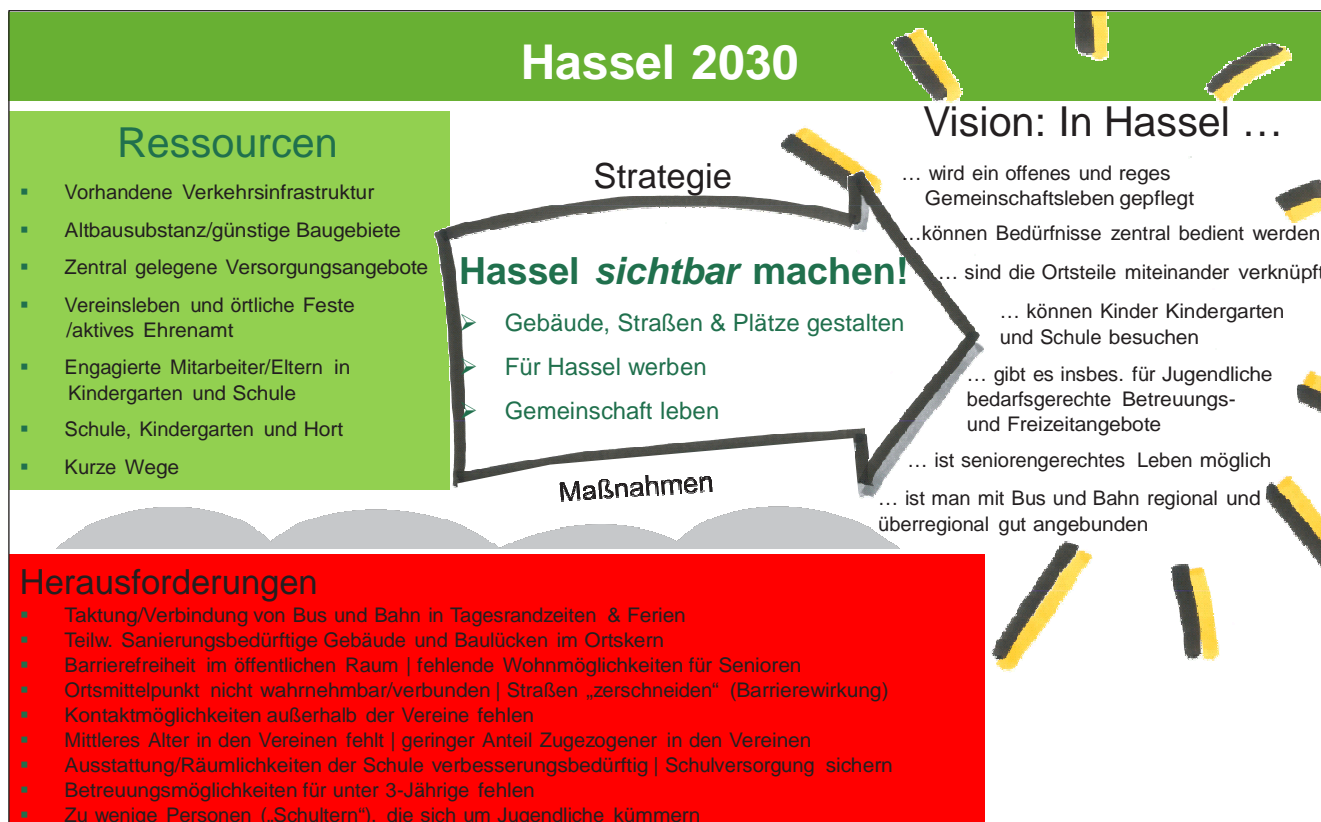 Hassel 2030
Ressourcen
Vorhandene Verkehrsinfrastruktur
Altbausubstanz/günstige Baugebiete
Zentral gelegene Versorgungsangebote
Vereinsleben und örtliche Feste
/aktives Ehrenamt
Engagierte Mitarbeiter/Eltern in
Kindergarten und Schule
Schule, Kindergarten und Hort
Kurze Wege
Strategie
Hassel sichtbar machen!
Gebäude, Straßen & Plätze gestalten
Für Hassel werben
Gemeinschaft leben
Maßnahmen
Vision: In Hassel …
… wird ein offenes und reges
Gemeinschaftsleben gepflegt
…können Bedürfnisse zentral bedient werden
… sind die Ortsteile miteinander verknüpft
… können Kinder Kindergarten
und Schule besuchen
… gibt es insbes. für Jugendliche
bedarfsgerechte Betreuungs-
und Freizeitangebote
… ist seniorengerechtes Leben möglich
… ist man mit Bus und Bahn regional und
überregional gut angebunden
Herausforderungen
Taktung/Verbindung von Bus und Bahn in Tagesrandzeiten & Ferien
Teilw. Sanierungsbedürftige Gebäude und Baulücken im Ortskern
Barrierefreiheit im öffentlichen Raum | fehlende Wohnmöglichkeiten für Senioren
Ortsmittelpunkt nicht wahrnehmbar/verbunden | Straßen „zerschneiden“ (Barrierewirkung)
Kontaktmöglichkeiten außerhalb der Vereine fehlen
Mittleres Alter in den Vereinen fehlt | geringer Anteil Zugezogener in den Vereinen
Ausstattung/Räumlichkeiten der Schule verbesserungsbedürftig | Schulversorgung sichern
Betreuungsmöglichkeiten für unter 3-Jährige fehlen
Zu wenige Personen („Schultern“), die sich um Jugendliche kümmern